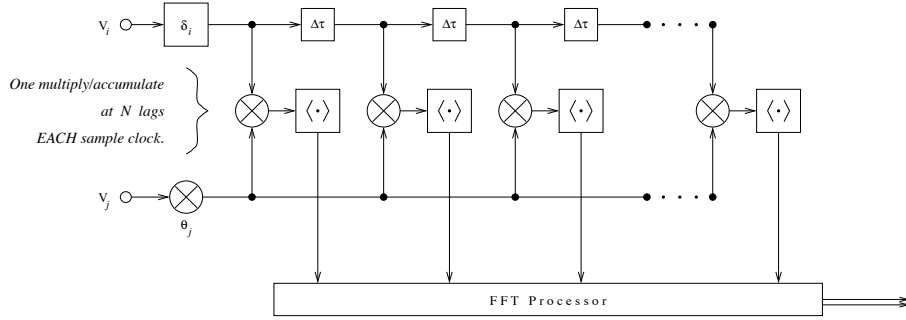 V_i δ_i Δτ Δτ Δτ
One multiply/accumulate
at N lags
EACH sample clock.
⟨·⟩ ⟨·⟩ ⟨·⟩ ⟨·⟩
V_j
θ_j
FFT Processor